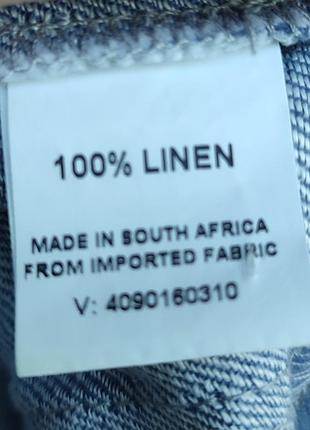 100% LINEN
MADE IN SOUTH AFRICA
FROM IMPORTED FABRIC
V: 4090160310